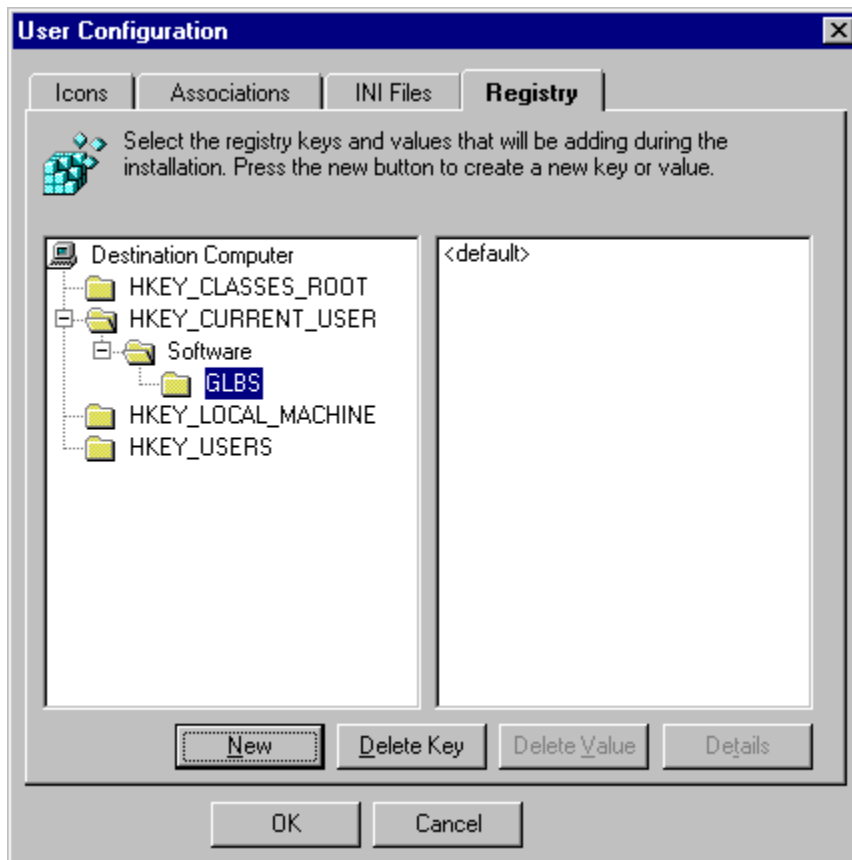 User Configuration
Icons
Associations
INI Files
Registry
Select the registry keys and values that will be adding during the
installation. Press the new button to create a new key or value.
Destination Computer
HKEY_CLASSES_ROOT
HKEY_CURRENT_USER
Software
GLBS
HKEY_LOCAL_MACHINE
HKEY_USERS
<default>
New
Delete Key
Delete Value
Details
OK
Cancel